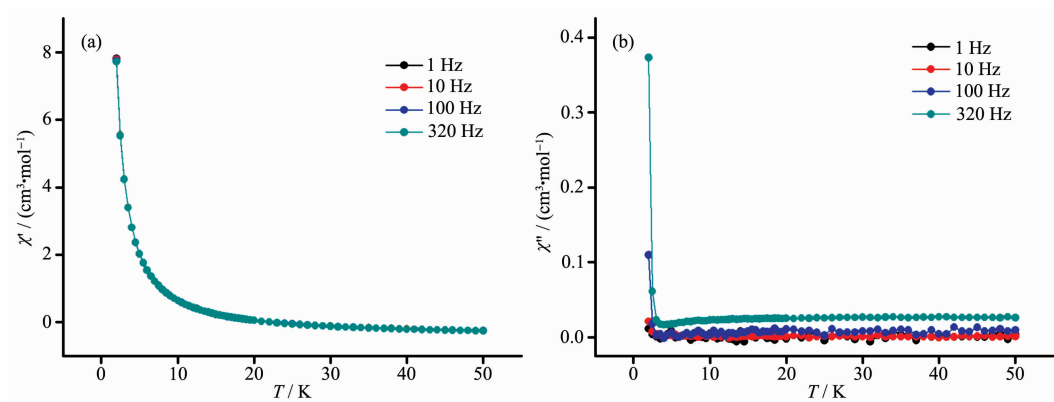 (a)
1 Hz
10 Hz
100 Hz
320 Hz
8
6
4
2
0
χ' / (cm³•mol⁻¹)
0 10 20 30 40 50
T / K
(b)
1 Hz
10 Hz
100 Hz
320 Hz
0.4
0.3
0.2
0.1
0.0
χ" / (cm³•mol⁻¹)
0 10 20 30 40 50
T / K